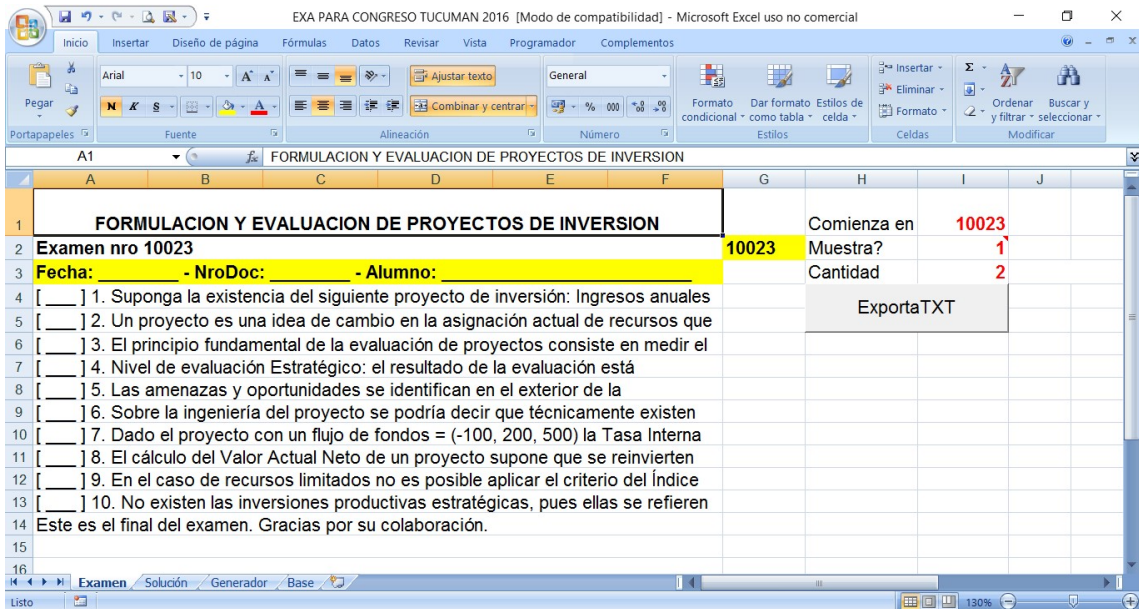 EXA PARA CONGRESO TUCUMAN 2016 [Modo de compatibilidad] - Microsoft Excel uso no comercial
Inicio Insertar Diseño de página Fórmulas Datos Revisar Vista Programador Complementos
Pegar
Arial 10
N K S
Ajustar texto
Combinar y centrar
General
% 000
Formato condicional
Dar formato como tabla
Estilos de celda
Insertar
Eliminar
Formato
Ordenar y filtrar
Buscar y seleccionar
Portapapeles Fuente Alineación Número Estilos Celdas Modificar
A1 fx FORMULACION Y EVALUACION DE PROYECTOS DE INVERSION
A B C D E F G H I J
1 FORMULACION Y EVALUACION DE PROYECTOS DE INVERSION Comienza en 10023
2 Examen nro 10023 10023 Muestra? 1
3 Fecha: ________ - NroDoc: ________ - Alumno: _________________________ Cantidad 2
4 [ ___ ] 1. Suponga la existencia del siguiente proyecto de inversión: Ingresos anuales
ExportaTXT
5 [ ___ ] 2. Un proyecto es una idea de cambio en la asignación actual de recursos que
6 [ ___ ] 3. El principio fundamental de la evaluación de proyectos consiste en medir el
7 [ ___ ] 4. Nivel de evaluación Estratégico: el resultado de la evaluación está
8 [ ___ ] 5. Las amenazas y oportunidades se identifican en el exterior de la
9 [ ___ ] 6. Sobre la ingeniería del proyecto se podría decir que técnicamente existen
10 [ ___ ] 7. Dado el proyecto con un flujo de fondos = (-100, 200, 500) la Tasa Interna
11 [ ___ ] 8. El cálculo del Valor Actual Neto de un proyecto supone que se reinvierten
12 [ ___ ] 9. En el caso de recursos limitados no es posible aplicar el criterio del Índice
13 [ ___ ] 10. No existen las inversiones productivas estratégicas, pues ellas se refieren
14 Este es el final del examen. Gracias por su colaboración.
15
16
Examen Solución Generador Base
Listo 130%